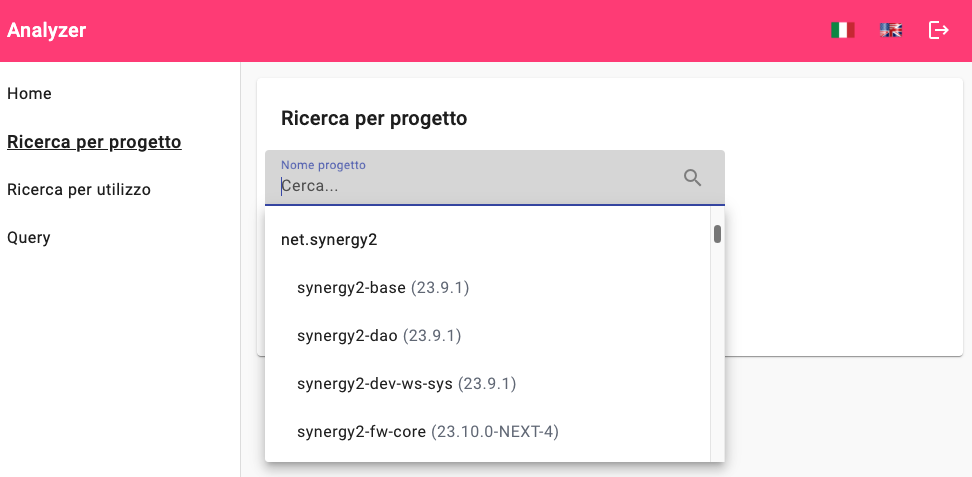 Analyzer
Home
Ricerca per progetto
Ricerca per utilizzo
Query
Ricerca per progetto
Nome progetto
Cerca...
net.synergy2
synergy2-base (23.9.1)
synergy2-dao (23.9.1)
synergy2-dev-ws-sys (23.9.1)
synergy2-fw-core (23.10.0-NEXT-4)